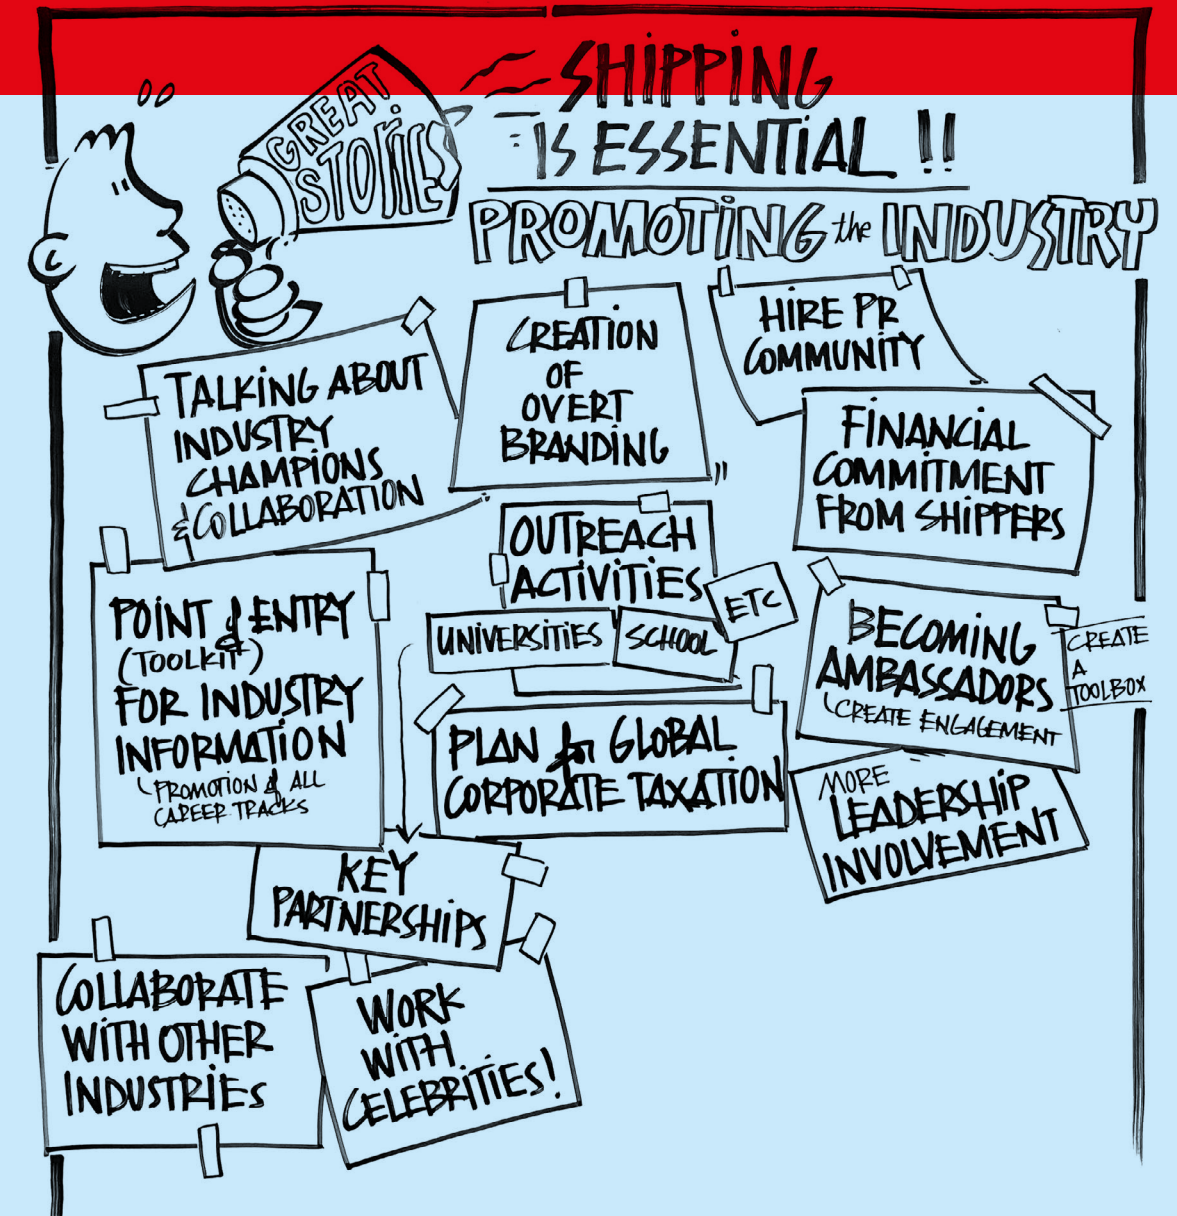 GREAT
STORIES
SHIPPING
IS ESSENTIAL !!
PROMOTING the INDUSTRY
TALKING ABOUT
INDUSTRY
CHAMPIONS
& COLLABORATION
CREATION
OF
OVERT
BRANDING
HIRE PR
COMMUNITY
FINANCIAL
COMMITMENT
FROM SHIPPERS
OUTREACH
ACTIVITIES
UNIVERSITIES
SCHOOL
ETC
POINT of ENTRY
(TOOLKIT)
FOR INDUSTRY
INFORMATION
PROMOTION of ALL
CAREER TRACKS
BECOMING
AMBASSADORS
CREATE ENGAGEMENT
CREATE
A
TOOLBOX
PLAN for GLOBAL
CORPORATE TAXATION
MORE
LEADERSHIP
INVOLVEMENT
KEY
PARTNERSHIPS
COLLABORATE
WITH OTHER
INDUSTRIES
WORK
WITH
CELEBRITIES!